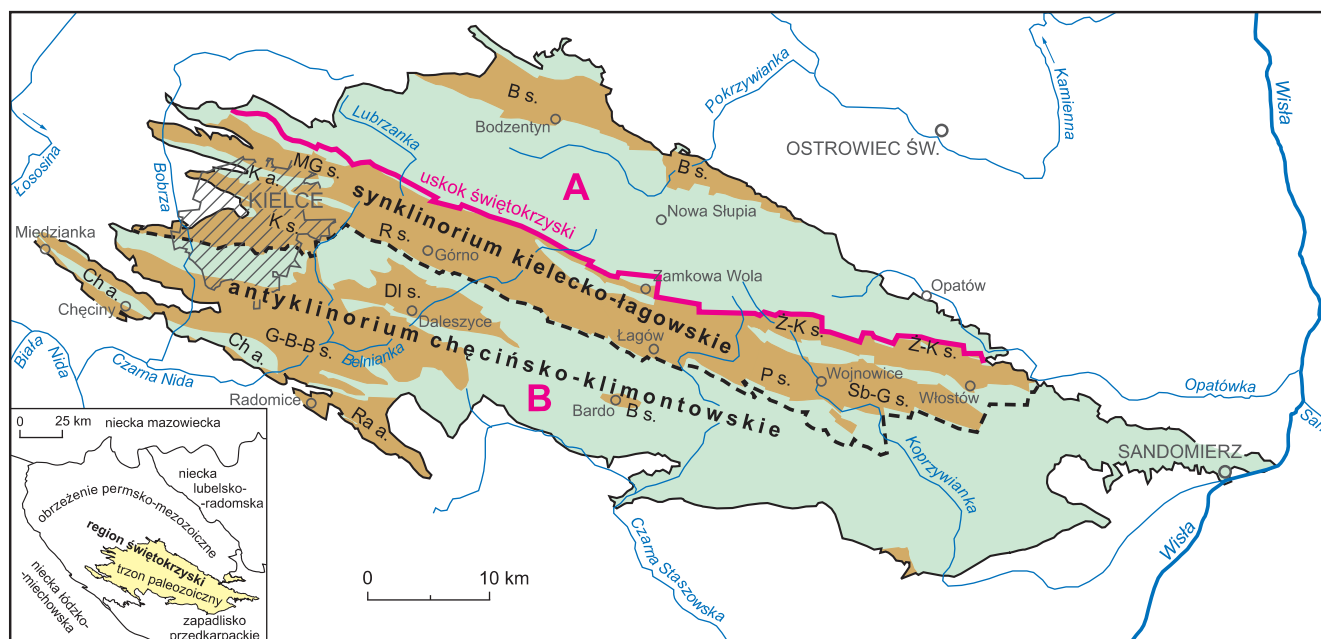 Łososina
Bobrza
Lubrzanka
B s.
Bodzentyn
Pokrzywianka
Kamienna
Wisła
OSTROWIEC ŚW.
B s.
MG s.
K a.
KIELCE
K s.
uskok świętokrzyski
A
Nowa Słupia
synklinorium kielecko-łagowskie
R s.
Górno
Zamkowa Wola
Opatów
Miedzianka
Ch a.
Chęciny
antyklinorium chęcińsko-klimontowskie
Dl s.
Daleszyce
Łagów
Ż-K s.
Ż-K s.
Biała
Nida
Czarna Nida
Ch a.
G-B-B s.
Belnianka
P s.
Wojnowice
Sb-G s.
Włostów
Opatówka
San
Radomice
Ra a.
B
Bardo
B s.
Koprzywianka
SANDOMIERZ
Wisła
Czarna Staszowska
0 10 km
0 25 km
niecka mazowiecka
niecka
lubelsko-
-radomska
obrzeżenie permsko-mezozoiczne
region świętokrzyski
trzon paleozoiczny
niecka łódzko-
-miechowska
zapadlisko
przedkarpackie